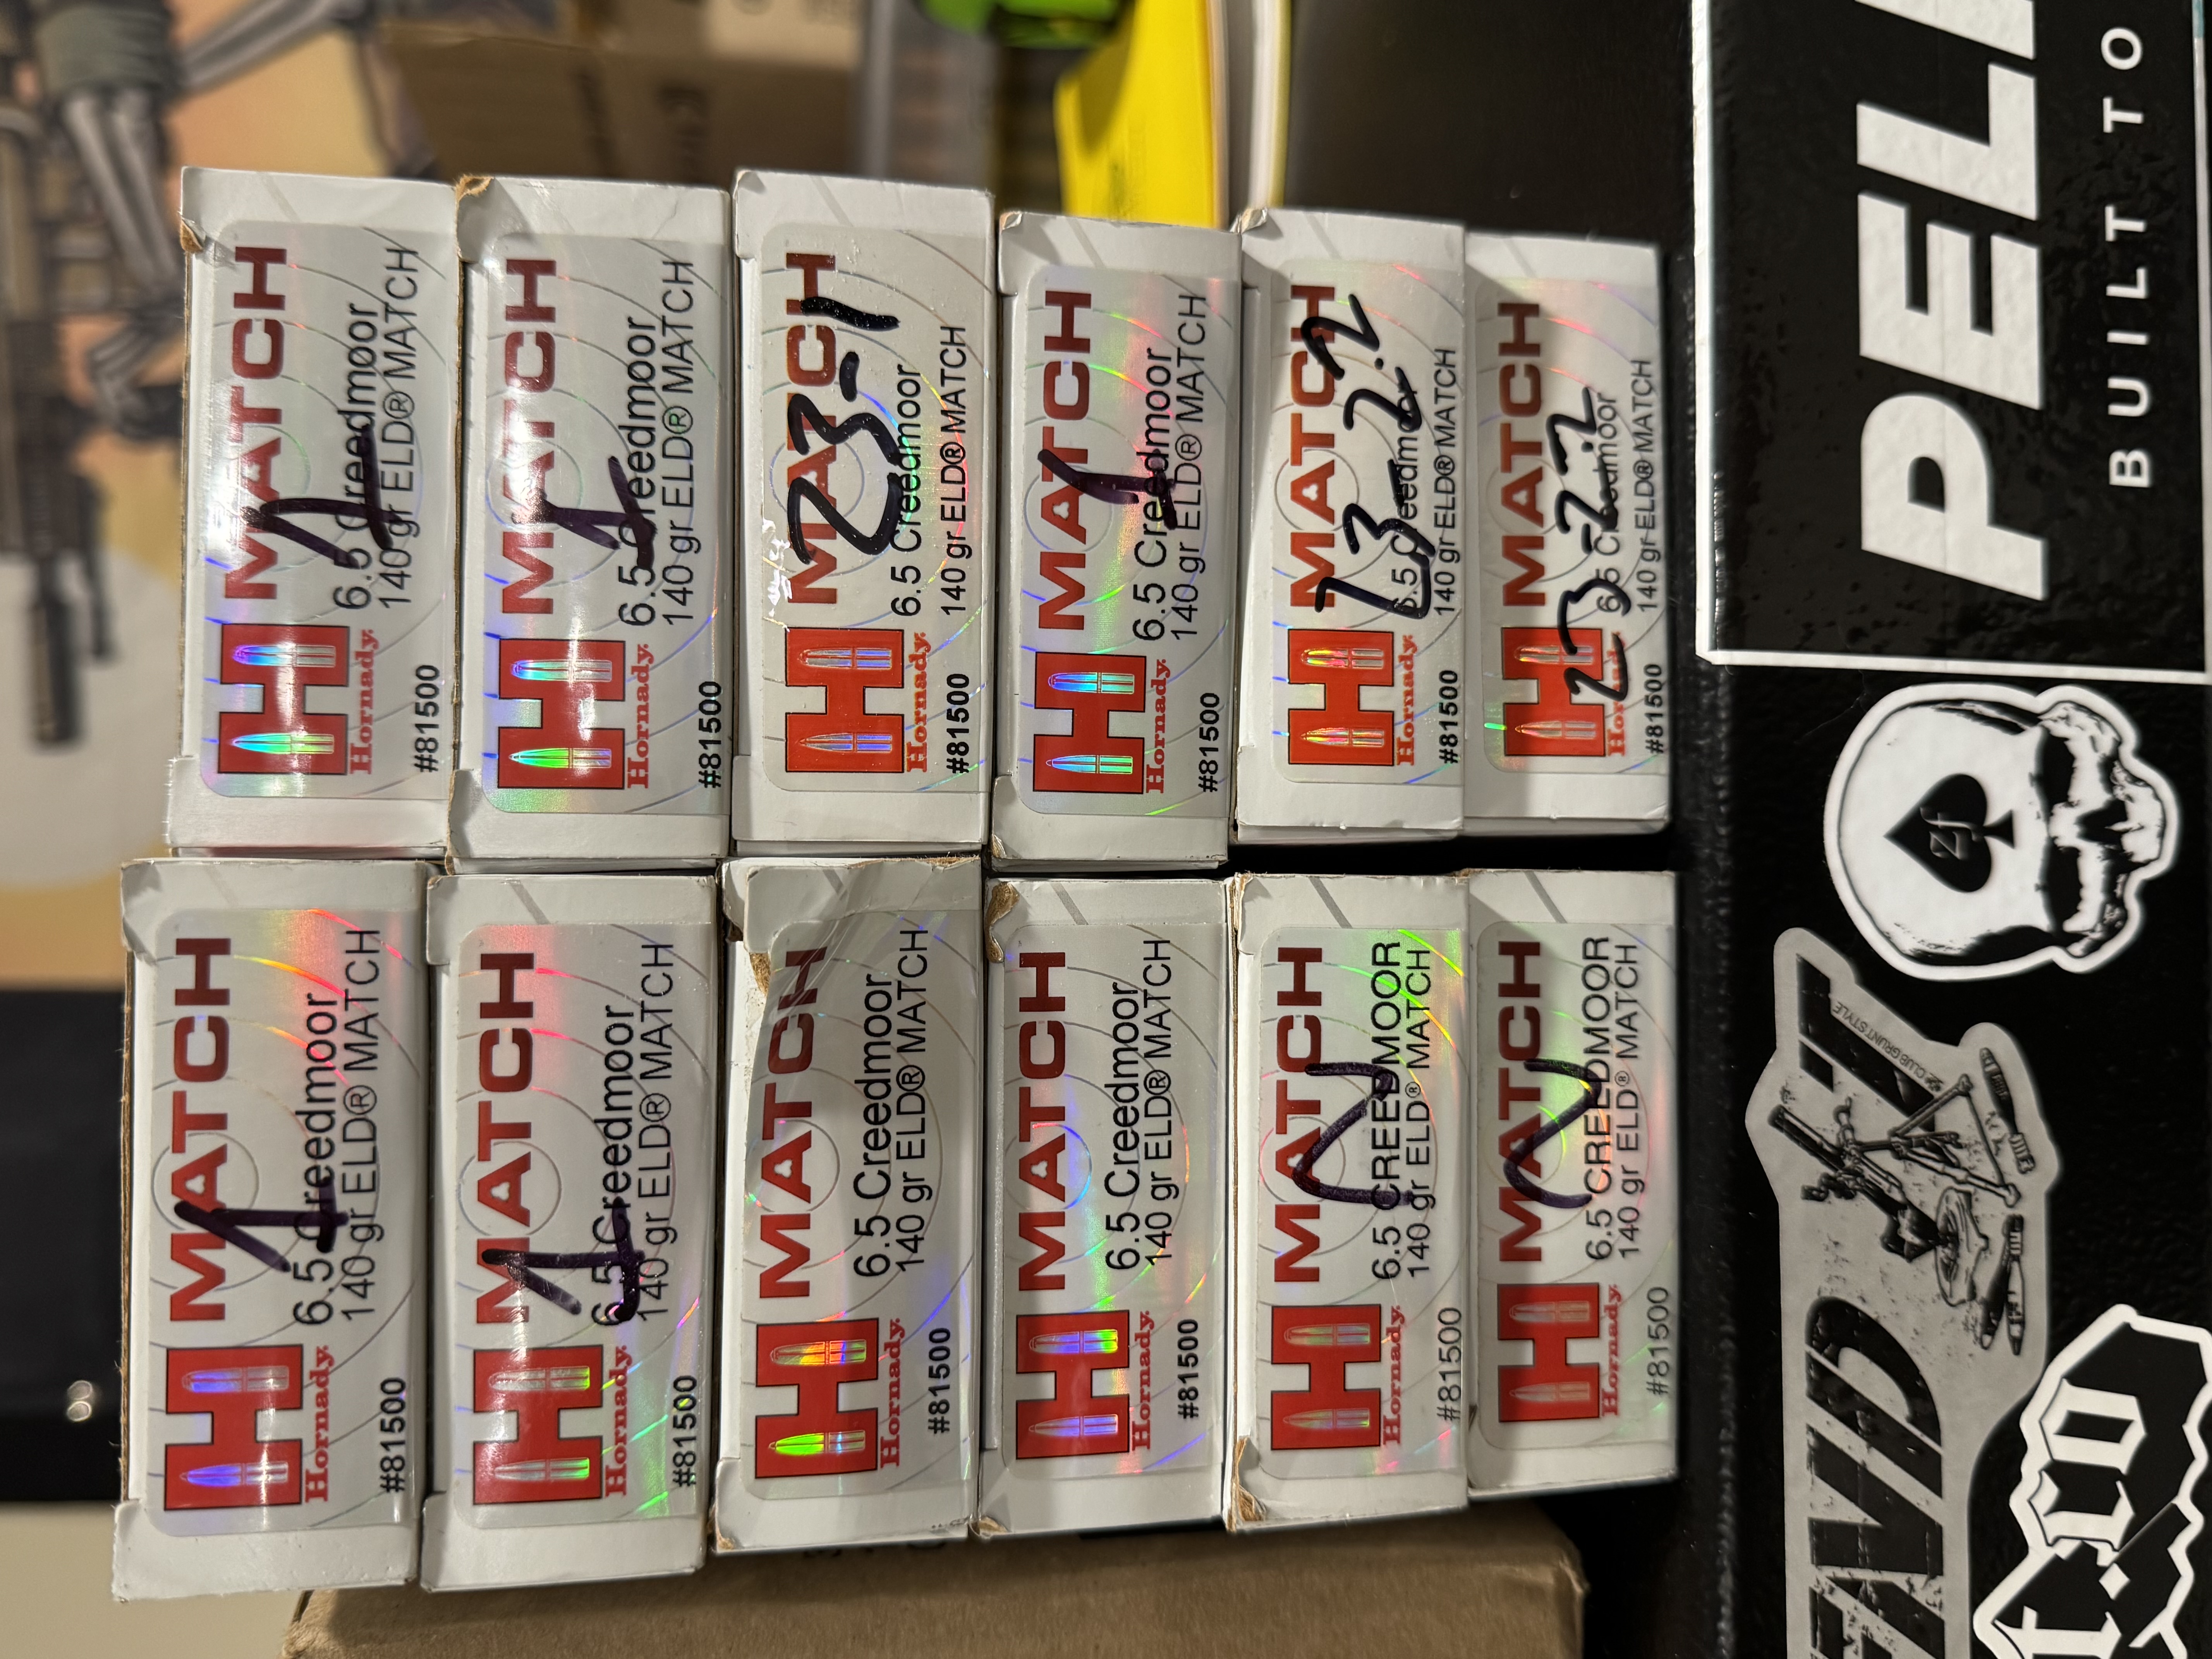 H MATCH
1
6.5 Creedmoor
Hornady.
140 gr ELD® MATCH
#81500
H MATCH
1
6.5 Creedmoor
Hornady.
140 gr ELD® MATCH
#81500
H MATCH
1
6.5 Creedmoor
Hornady.
140 gr ELD® MATCH
#81500
H MATCH
1
6.5 Creedmoor
Hornady.
140 gr ELD® MATCH
#81500
H MATCH
6.5 Creedmoor
Hornady.
140 gr ELD® MATCH
#81500
H MATCH
23-1
6.5 Creedmoor
Hornady.
140 gr ELD® MATCH
#81500
H MATCH
6.5 Creedmoor
Hornady.
140 gr ELD® MATCH
#81500
H MATCH
1
6.5 Creedmoor
Hornady.
140 gr ELD® MATCH
#81500
H MATCH
6.5 CREEDMOOR
Hornady.
140 gr ELD® MATCH
#81500
H MATCH
23-2.2
6.5 Creedmoor
Hornady.
140 gr ELD® MATCH
#81500
H MATCH
6.5 CREEDMOOR
Hornady.
140 gr ELD® MATCH
#81500
H MATCH
23-2.2
6.5 Creedmoor
Hornady.
140 gr ELD® MATCH
#81500
CLUB GRUNT STYLE
PELI
BUILT TO